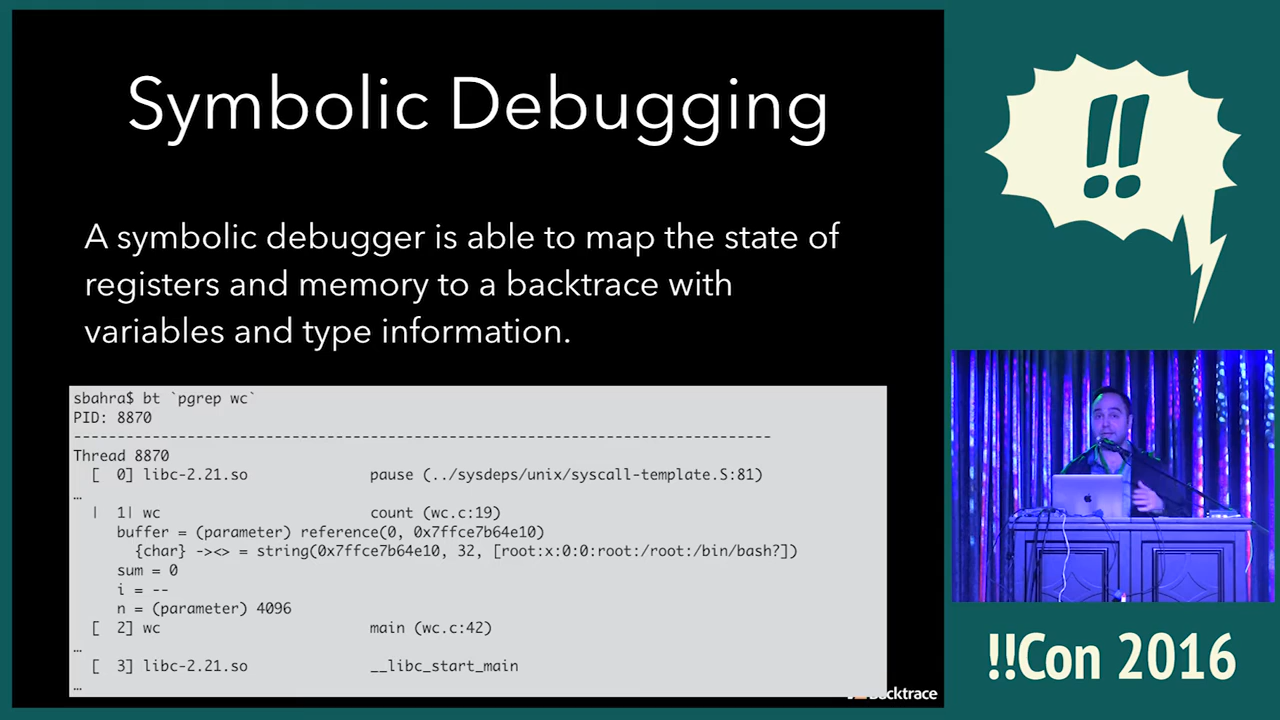 Symbolic Debugging
A symbolic debugger is able to map the state of
registers and memory to a backtrace with
variables and type information.
sbahra$ bt `pgrep wc`
PID: 8870
--------------------------------------------------------------------------------
Thread 8870
[ 0] libc-2.21.so pause (../sysdeps/unix/syscall-template.S:81)
…
| 1| wc count (wc.c:19)
buffer = (parameter) reference(0, 0x7ffce7b64e10)
{char} -><> = string(0x7ffce7b64e10, 32, [root:x:0:0:root:/root:/bin/bash?])
sum = 0
i = --
n = (parameter) 4096
[ 2] wc main (wc.c:42)
…
[ 3] libc-2.21.so __libc_start_main
…
Backtrace
!!
!!Con 2016